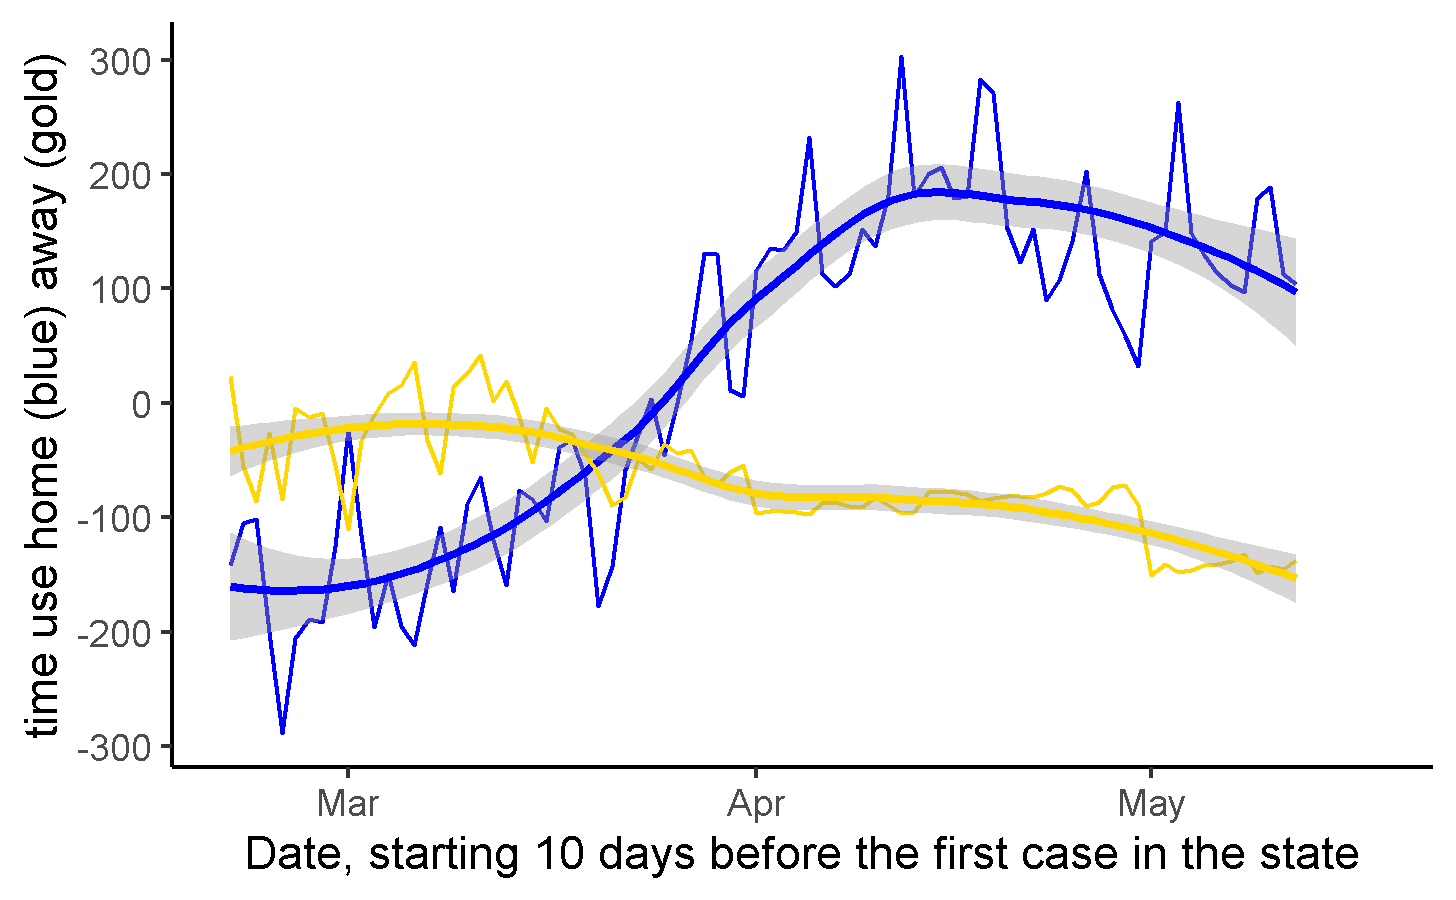 time use home (blue) away (gold)
300
200
100
0
-100
-200
-300
Mar
Apr
May
Date, starting 10 days before the first case in the state